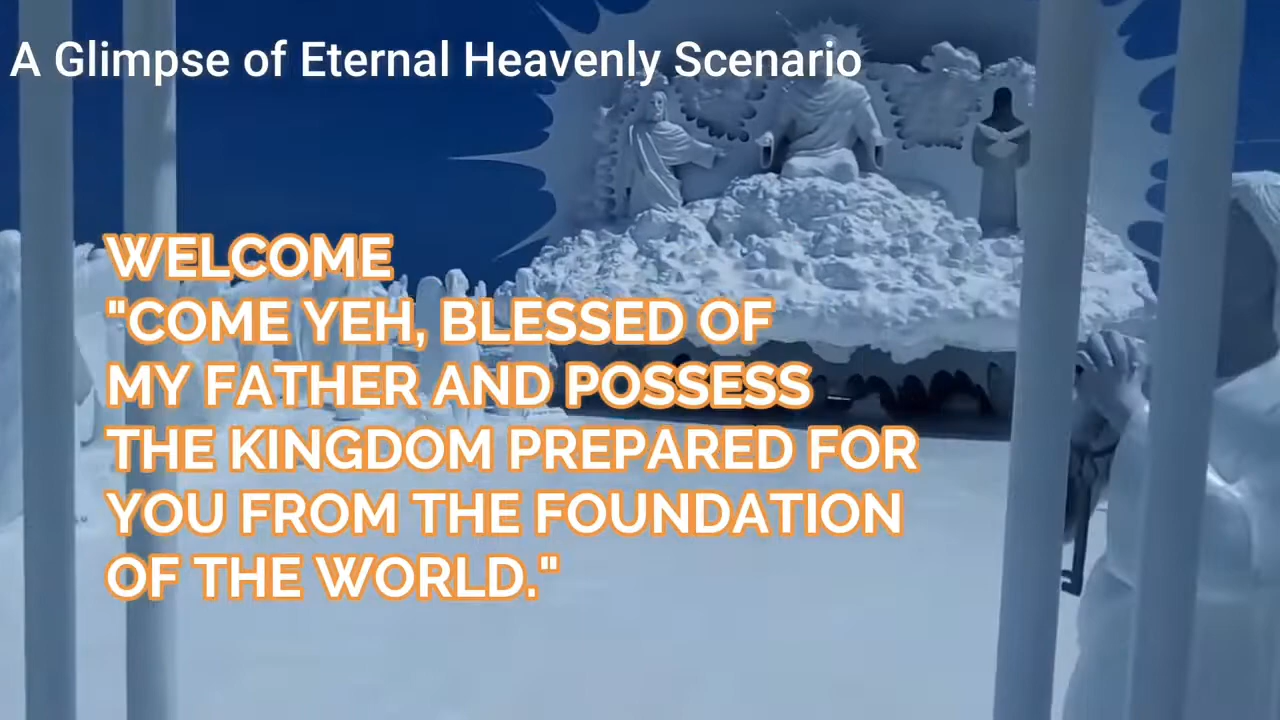 A Glimpse of Eternal Heavenly Scenario
WELCOME
"COME YEH, BLESSED OF
MY FATHER AND POSSESS
THE KINGDOM PREPARED FOR
YOU FROM THE FOUNDATION
OF THE WORLD."